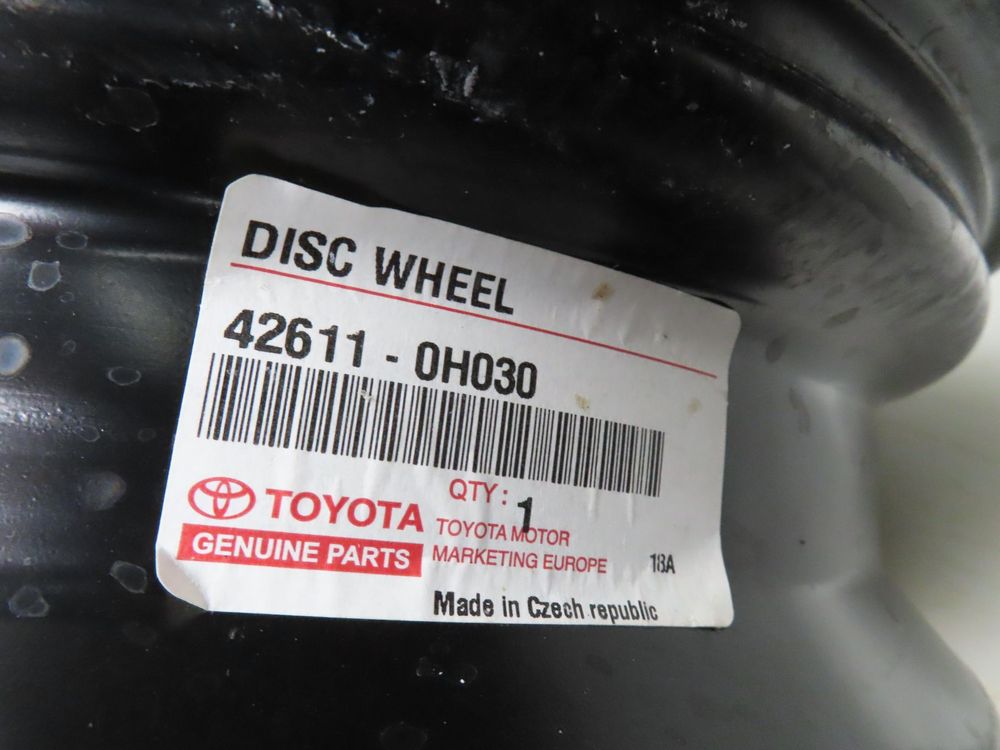 DISC WHEEL
42611 - 0H030
QTY : 1
TOYOTA
GENUINE PARTS
TOYOTA MOTOR
MARKETING EUROPE
18A
Made in Czech republic